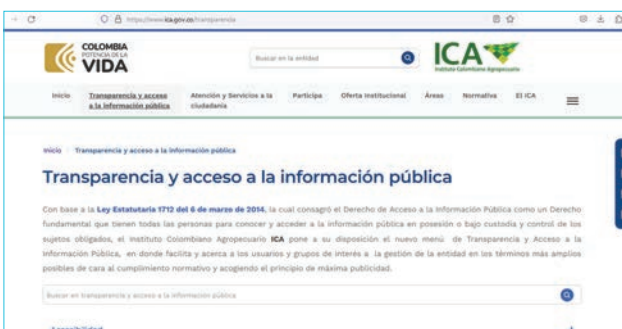 https://www.ica.gov.co/transparencia
COLOMBIA
POTENCIA DE LA
VIDA
Buscar en la entidad
ICA
Instituto Colombiano Agropecuario
Inicio Transparencia y acceso a la información pública Atención y Servicios a la ciudadanía Participa Oferta Institucional Áreas Normativa El ICA
Inicio Transparencia y acceso a la información pública
Transparencia y acceso a la información pública
Con base a la Ley Estatutaria 1712 del 6 de marzo de 2014, la cual consagró el Derecho de Acceso a la Información Pública como un Derecho
fundamental que tienen todas las personas para conocer y acceder a la información pública en posesión o bajo custodia y control de los
sujetos obligados, el Instituto Colombiano Agropecuario ICA pone a su disposición el nuevo menú de Transparencia y Acceso a la
Información Pública, en donde facilita y acerca a los usuarios y grupos de interés a la gestión de la entidad en los términos más amplios
posibles de cara al cumplimiento normativo y acogiendo el principio de máxima publicidad.
Buscar en transparencia y acceso a la información pública
Accesibilidad